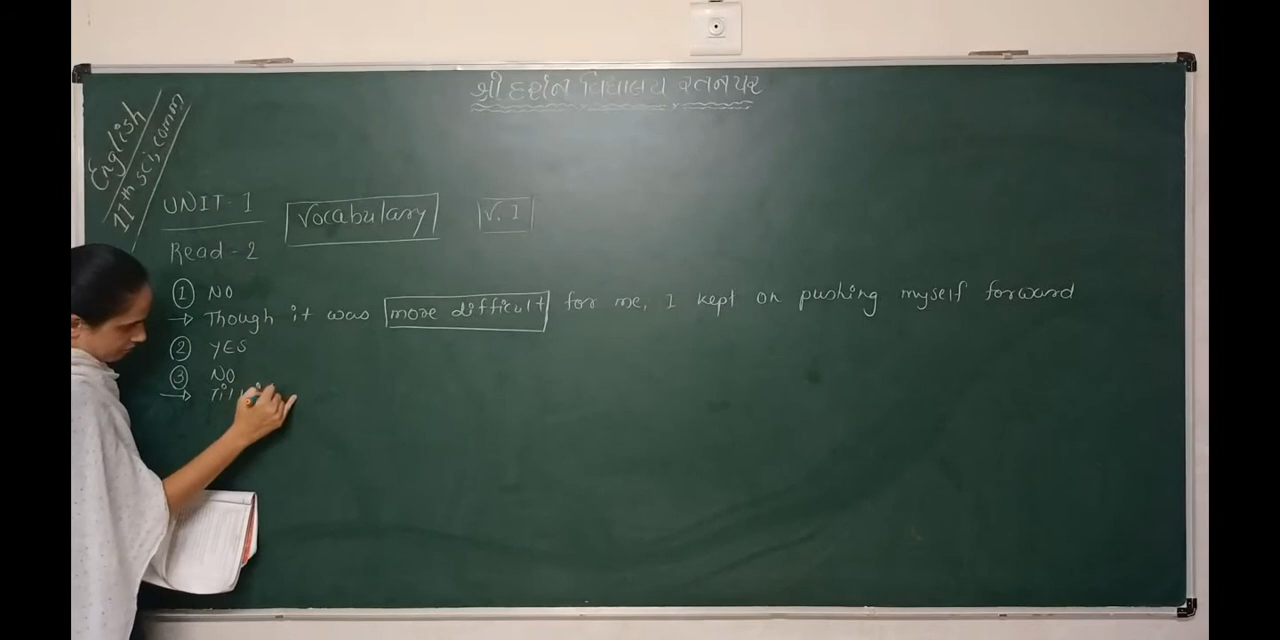 શ્રી દર્શન વિદ્યાલય રતનપર
English
11th sci, comm
UNIT-1
Vocabulary
V. 1
Read - 2
① NO
→ Though it was more difficult for me, I kept on pushing myself forward
② YES
③ NO
→